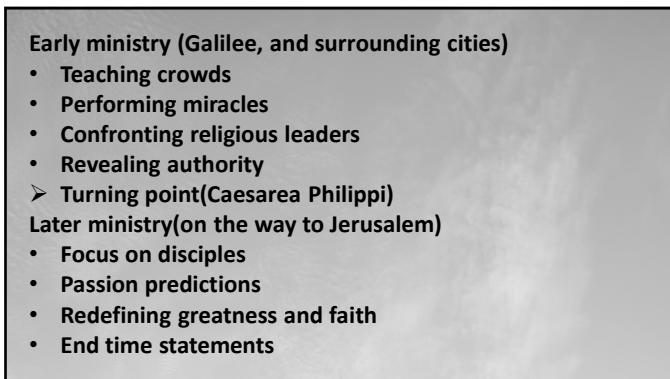 Early ministry (Galilee, and surrounding cities)
• Teaching crowds
• Performing miracles
• Confronting religious leaders
• Revealing authority
➢ Turning point(Caesarea Philippi)
Later ministry(on the way to Jerusalem)
• Focus on disciples
• Passion predictions
• Redefining greatness and faith
• End time statements